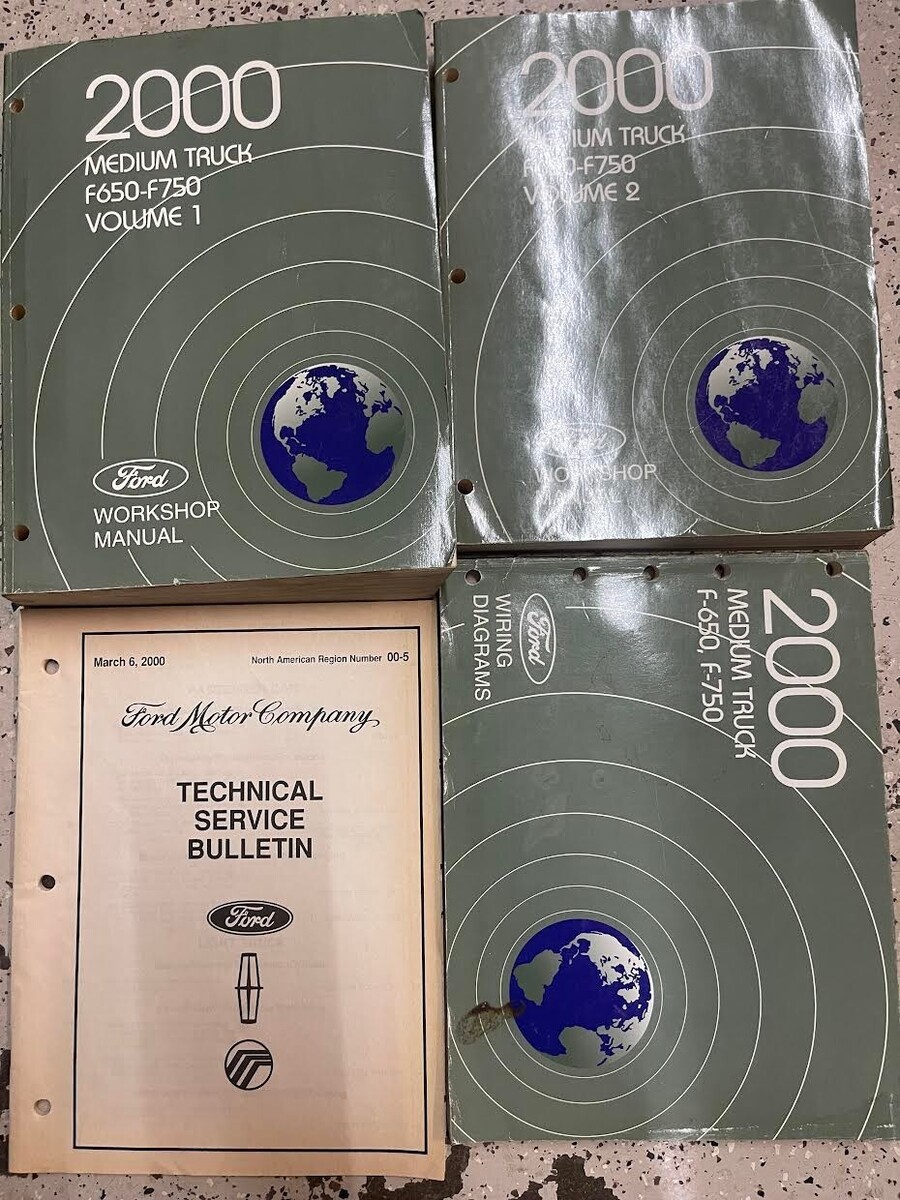 2000
MEDIUM TRUCK
F650-F750
VOLUME 1
Ford
WORKSHOP
MANUAL
2000
MEDIUM TRUCK
F650-F750
VOLUME 2
Ford
WORKSHOP
March 6, 2000
North American Region Number 00-5
Ford Motor Company
TECHNICAL
SERVICE
BULLETIN
Ford
2000
MEDIUM TRUCK
F-650, F-750
Ford
WIRING
DIAGRAMS